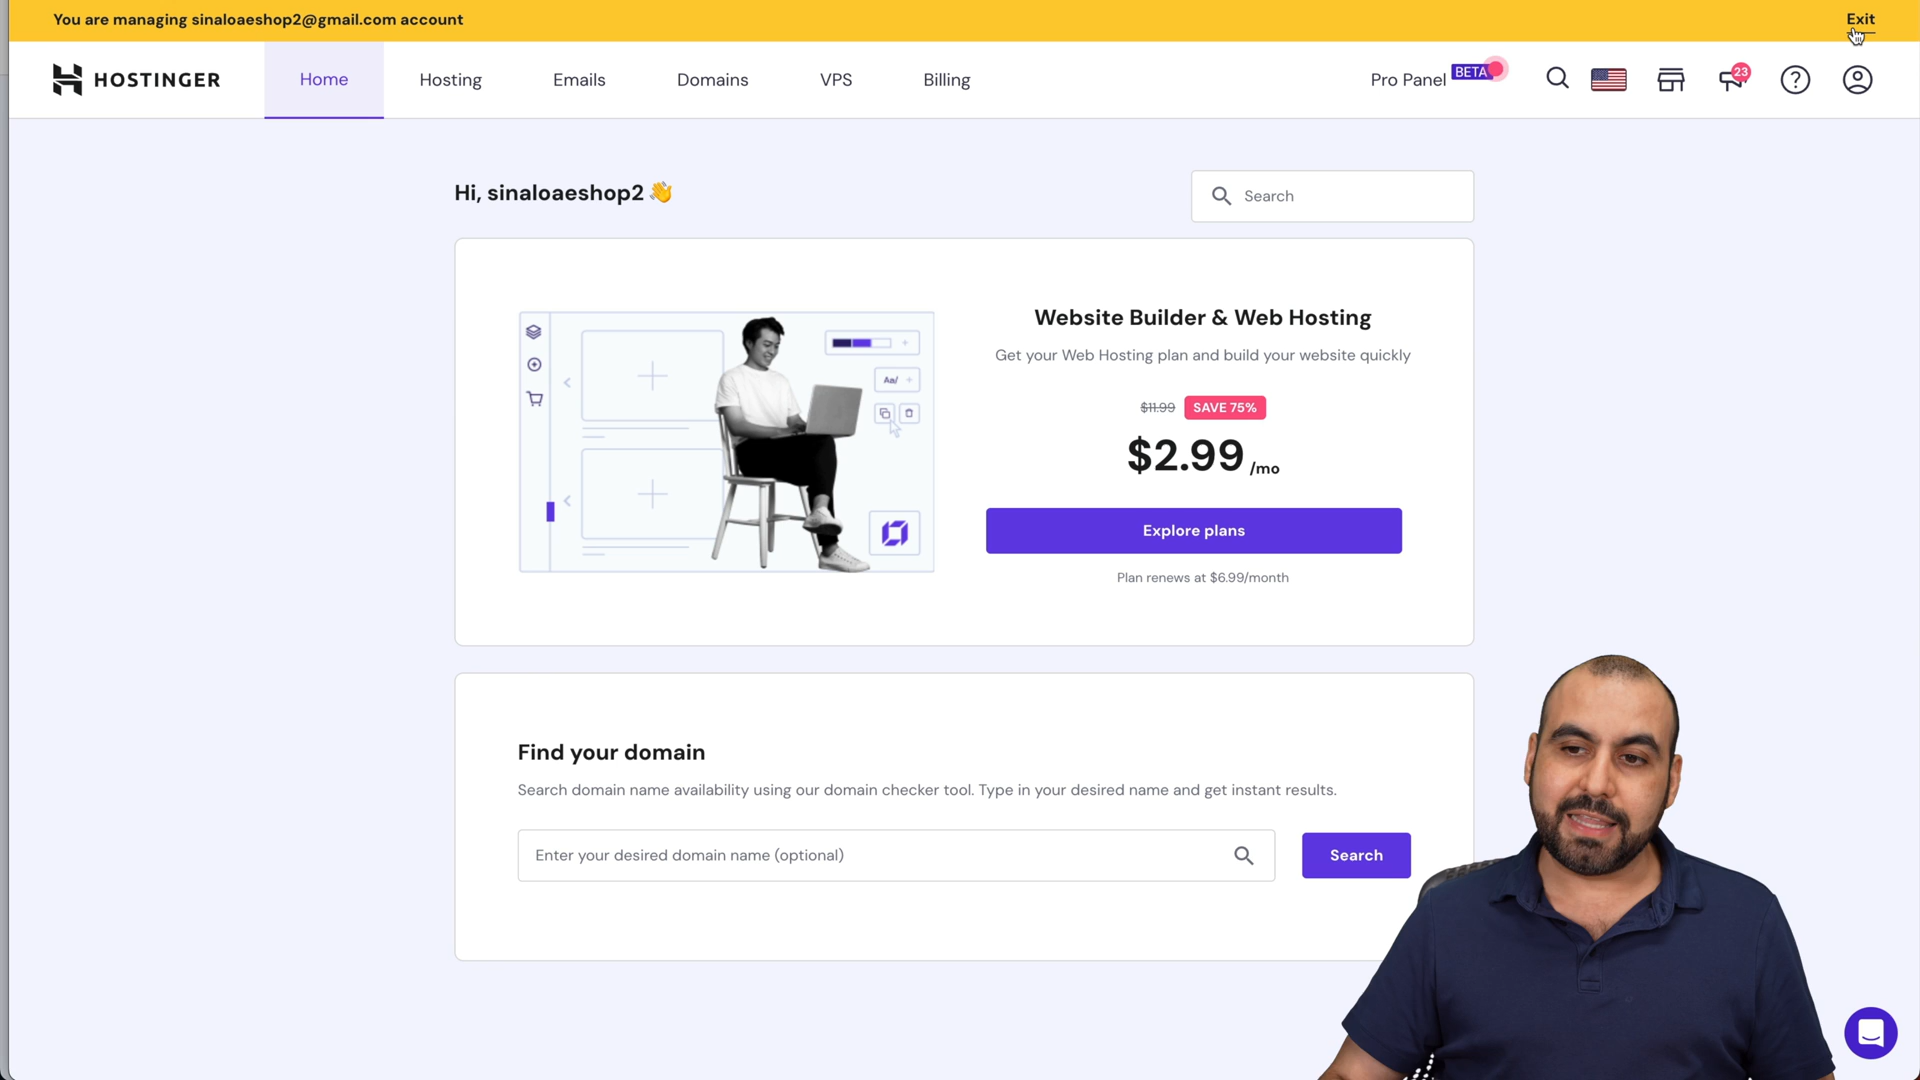 You are managing sinaloaeshop2@gmail.com account
Exit
HOSTINGER
Home
Hosting
Emails
Domains
VPS
Billing
Pro Panel
BETA
23
Hi, sinaloaeshop2 👋
Search
Website Builder & Web Hosting
Get your Web Hosting plan and build your website quickly
$11.99
SAVE 75%
$2.99 /mo
Explore plans
Plan renews at $6.99/month
Aa/
Find your domain
Search domain name availability using our domain checker tool. Type in your desired name and get instant results.
Enter your desired domain name (optional)
Search